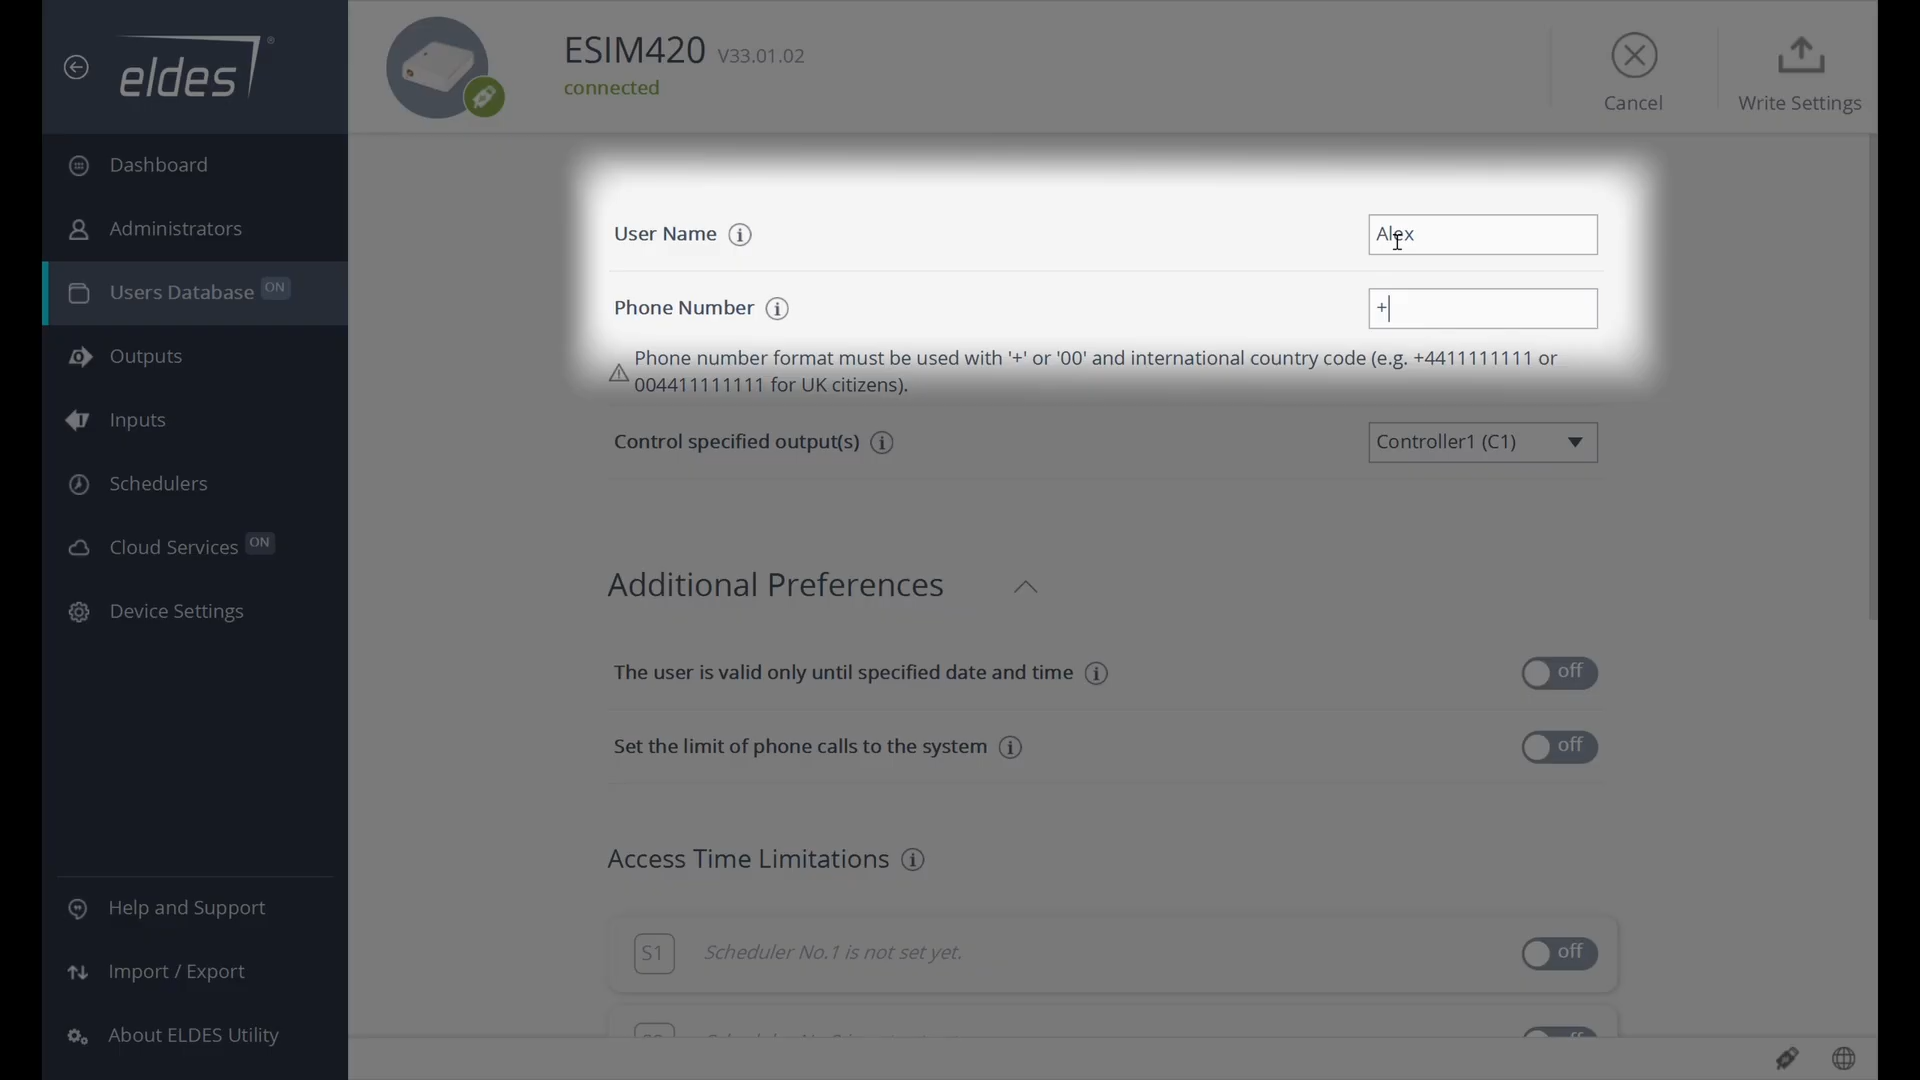 eldes ®
ESIM420 V33.01.02
connected
Cancel
Write Settings
Dashboard
Administrators
Users Database ON
Outputs
Inputs
Schedulers
Cloud Services ON
Device Settings
Help and Support
Import / Export
About ELDES Utility
User Name
Alex
Phone Number
+
Phone number format must be used with '+' or '00' and international country code (e.g. +4411111111 or
004411111111 for UK citizens).
Control specified output(s)
Controller1 (C1)
Additional Preferences
The user is valid only until specified date and time
off
Set the limit of phone calls to the system
off
Access Time Limitations
S1
Scheduler No.1 is not set yet.
off